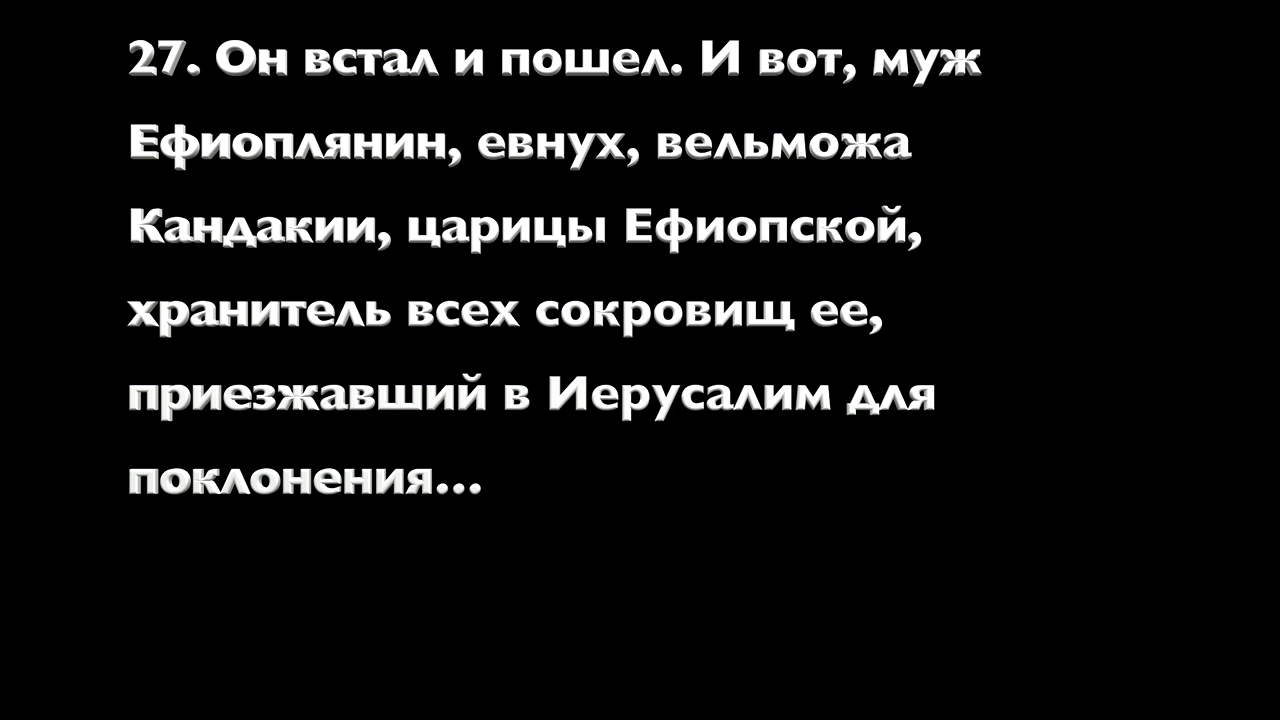 27. Он встал и пошел. И вот, муж
Ефиоплянин, евнух, вельможа
Кандакии, царицы Ефиопской,
хранитель всех сокровищ ее,
приезжавший в Иерусалим для
поклонения...